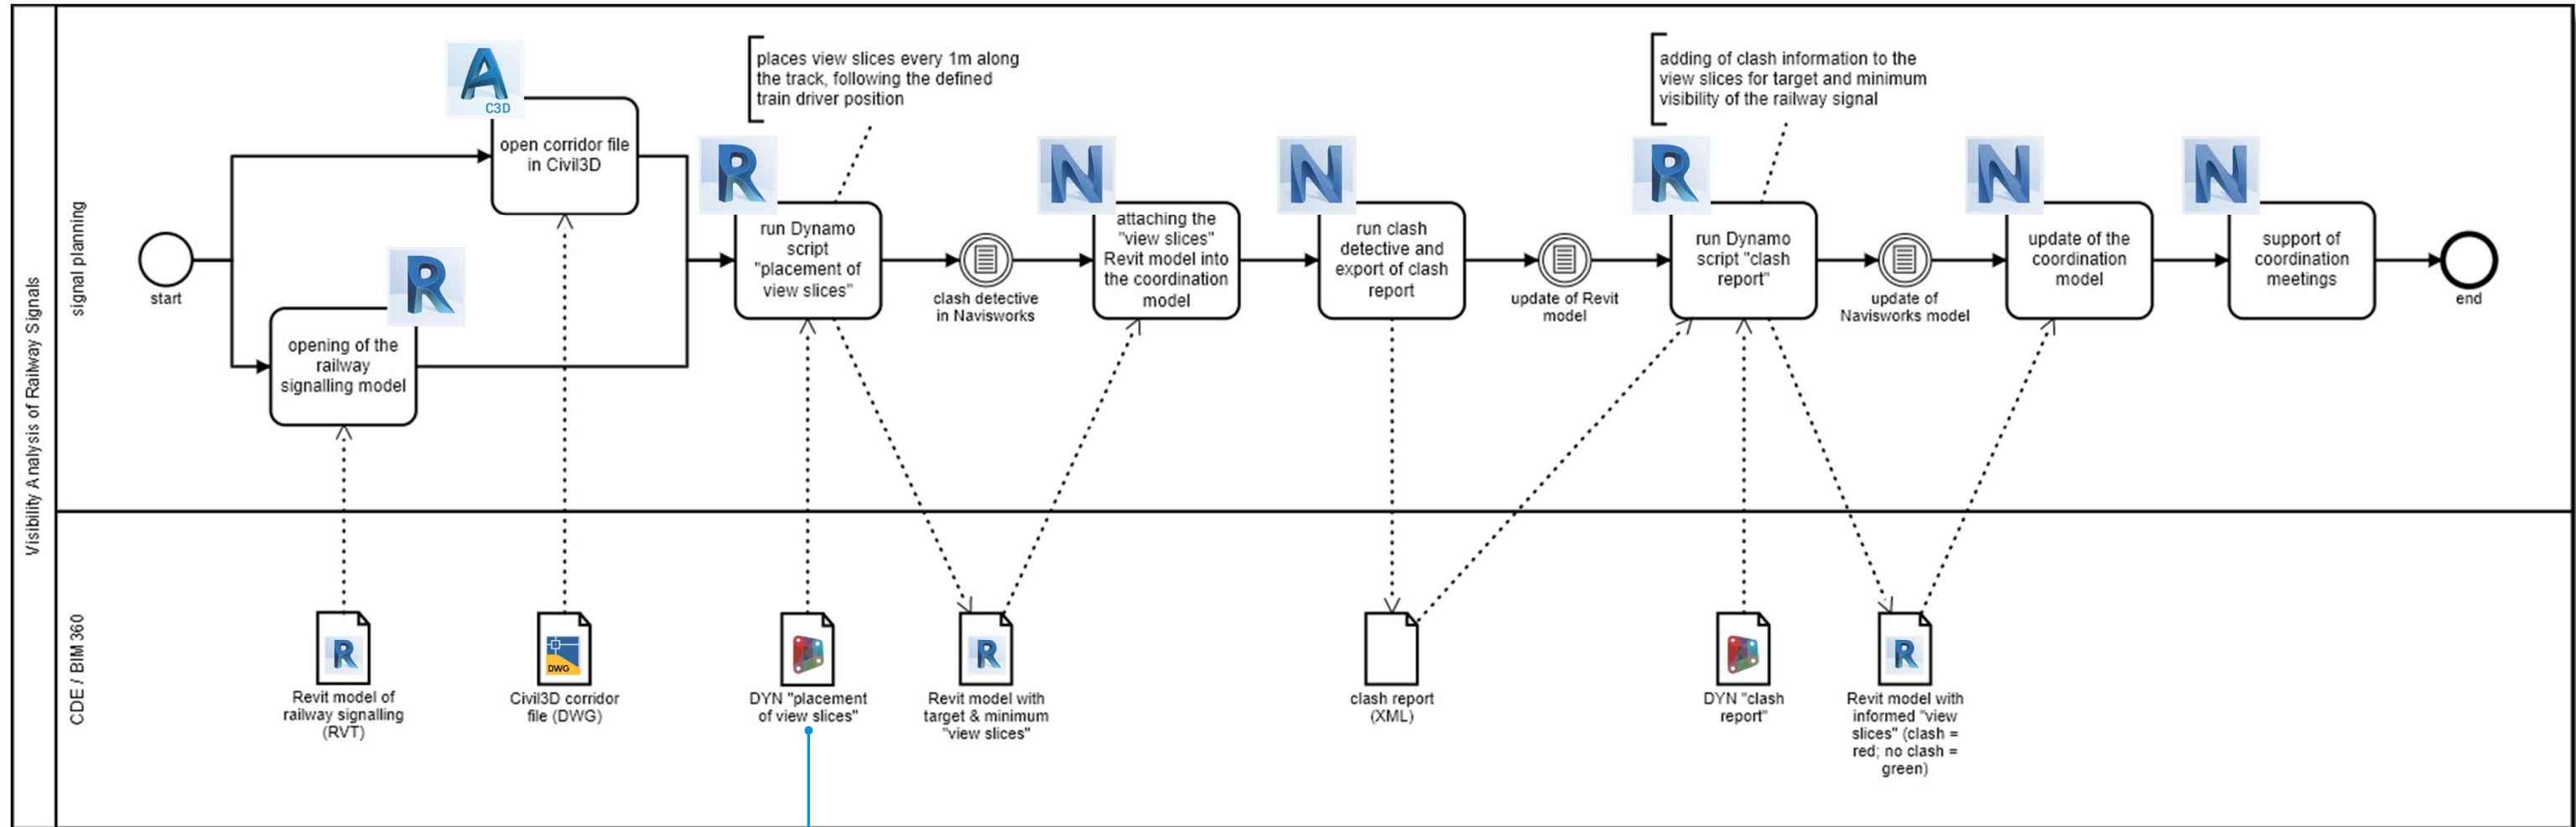 Visibility Analysis of Railway Signals
signal planning
CDE / BIM 360
start
A
C3D
open corridor file
in Civil3D
R
opening of the
railway
signalling model
places view slices every 1m along
the track, following the defined
train driver position
R
run Dynamo
script
"placement of
view slices"
clash detective
in Navisworks
N
attaching the
"view slices"
Revit model into
the coordination
model
N
run clash
detective and
export of clash
report
update of Revit
model
adding of clash information to the
view slices for target and minimum
visibility of the railway signal
R
run Dynamo
script "clash
report"
update of
Navisworks model
N
update of the
coordination
model
N
support of
coordination
meetings
end
R
Revit model of
railway signalling
(RVT)
DWG
Civil3D corridor
file (DWG)
DYN "placement
of view slices"
R
Revit model with
target & minimum
"view slices"
clash report
(XML)
DYN "clash
report"
R
Revit model with
informed "view
slices" (clash =
red; no clash =
green)